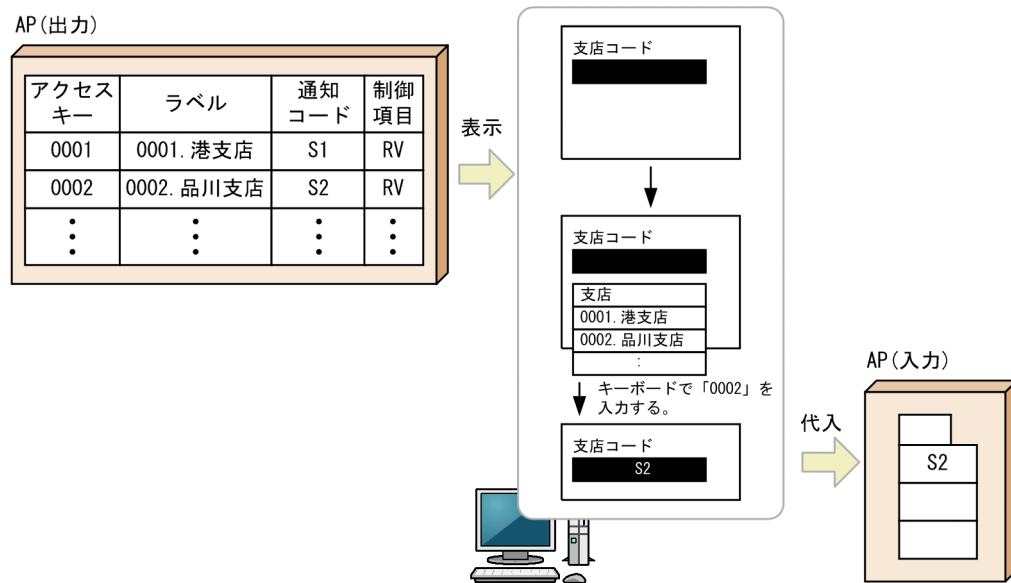 AP(出力)
アクセスキー ラベル 通知コード 制御項目
0001 0001.港支店 S1 RV
0002 0002.品川支店 S2 RV
: : : :
表示
支店コード
支店コード
支店
0001.港支店
0002.品川支店
:
キーボードで「0002」を
入力する。
支店コード
S2
代入
AP(入力)
S2